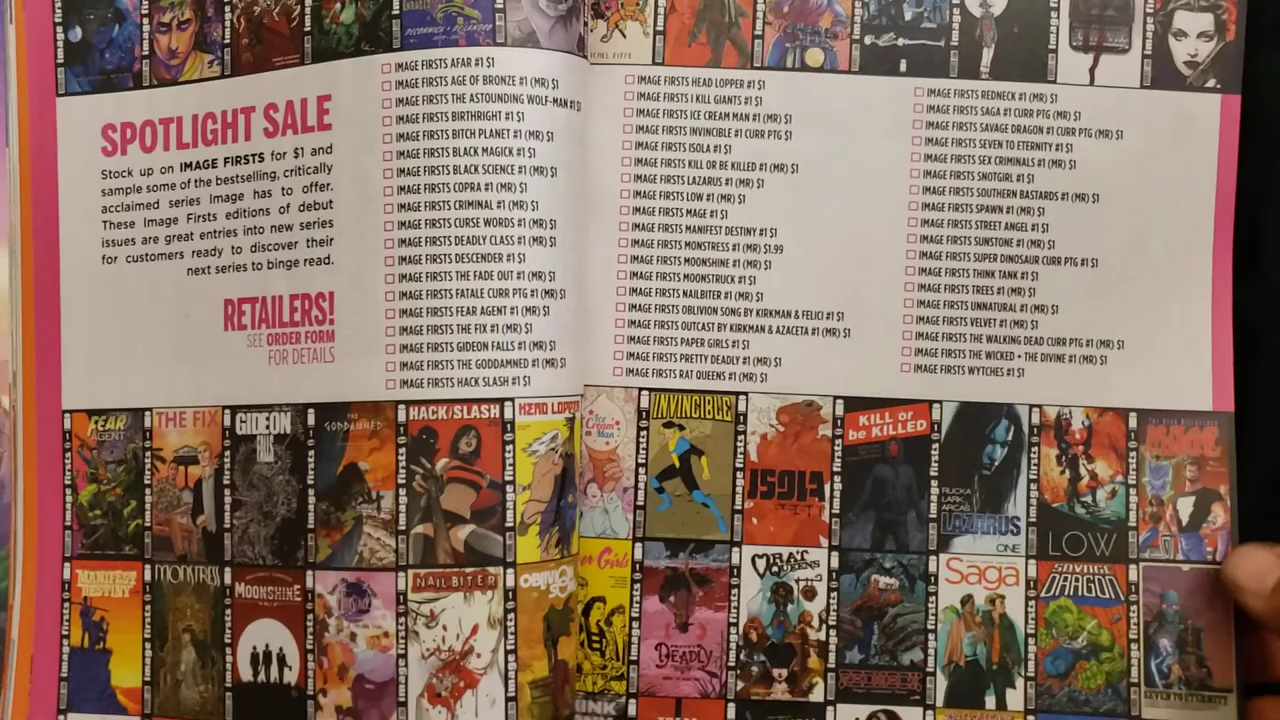 SPOTLIGHT SALE
Stock up on IMAGE FIRSTS for $1 and
sample some of the bestselling, critically
acclaimed series Image has to offer.
These Image Firsts editions of debut
issues are great entries into new series
for customers ready to discover their
next series to binge read.
RETAILERS!
SEE ORDER FORM
FOR DETAILS
IMAGE FIRSTS AFAR #1 $1
IMAGE FIRSTS AGE OF BRONZE #1 (MR) $1
IMAGE FIRSTS THE ASTOUNDING WOLF-MAN #1 $1
IMAGE FIRSTS BIRTHRIGHT #1 $1
IMAGE FIRSTS BITCH PLANET #1 (MR) $1
IMAGE FIRSTS BLACK MAGICK #1 $1
IMAGE FIRSTS BLACK SCIENCE #1 (MR) $1
IMAGE FIRSTS COPRA #1 (MR) $1
IMAGE FIRSTS CRIMINAL #1 (MR) $1
IMAGE FIRSTS CURSE WORDS #1 (MR) $1
IMAGE FIRSTS DEADLY CLASS #1 (MR) $1
IMAGE FIRSTS DESCENDER #1 (MR) $1
IMAGE FIRSTS THE FADE OUT #1 (MR) $1
IMAGE FIRSTS FATALE CURR PTG #1 (MR) $1
IMAGE FIRSTS FEAR AGENT #1 (MR) $1
IMAGE FIRSTS THE FIX #1 (MR) $1
IMAGE FIRSTS GIDEON FALLS #1 (MR) $1
IMAGE FIRSTS THE GODDAMNED #1 (MR) $1
IMAGE FIRSTS HACK SLASH #1 $1
IMAGE FIRSTS HEAD LOPPER #1 $1
IMAGE FIRSTS I KILL GIANTS #1 $1
IMAGE FIRSTS ICE CREAM MAN #1 (MR) $1
IMAGE FIRSTS INVINCIBLE #1 CURR PTG $1
IMAGE FIRSTS ISOLA #1 $1
IMAGE FIRSTS KILL OR BE KILLED #1 (MR) $1
IMAGE FIRSTS LAZARUS #1 (MR) $1
IMAGE FIRSTS LOW #1 (MR) $1
IMAGE FIRSTS MAGE #1 $1
IMAGE FIRSTS MANIFEST DESTINY #1 $1
IMAGE FIRSTS MONSTRESS #1 (MR) $1.99
IMAGE FIRSTS MOONSHINE #1 (MR) $1
IMAGE FIRSTS MOONSTRUCK #1 $1
IMAGE FIRSTS NAILBITER #1 (MR) $1
IMAGE FIRSTS OBLIVION SONG BY KIRKMAN & FELICI #1 $1
IMAGE FIRSTS OUTCAST BY KIRKMAN & AZACETA #1 (MR) $1
IMAGE FIRSTS PAPER GIRLS #1 $1
IMAGE FIRSTS PRETTY DEADLY #1 (MR) $1
IMAGE FIRSTS RAT QUEENS #1 (MR) $1
IMAGE FIRSTS REDNECK #1 (MR) $1
IMAGE FIRSTS SAGA #1 CURR PTG (MR) $1
IMAGE FIRSTS SAVAGE DRAGON #1 CURR PTG (MR) $1
IMAGE FIRSTS SEVEN TO ETERNITY #1 $1
IMAGE FIRSTS SEX CRIMINALS #1 (MR) $1
IMAGE FIRSTS SNOTGIRL #1 $1
IMAGE FIRSTS SOUTHERN BASTARDS #1 (MR) $1
IMAGE FIRSTS SPAWN #1 (MR) $1
IMAGE FIRSTS STREET ANGEL #1 $1
IMAGE FIRSTS SUNSTONE #1 (MR) $1
IMAGE FIRSTS SUPER DINOSAUR CURR PTG #1 $1
IMAGE FIRSTS THINK TANK #1 $1
IMAGE FIRSTS TREES #1 (MR) $1
IMAGE FIRSTS UNNATURAL #1 (MR) $1
IMAGE FIRSTS VELVET #1 (MR) $1
IMAGE FIRSTS THE WALKING DEAD CURR PTG #1 (MR) $1
IMAGE FIRSTS THE WICKED + THE DIVINE #1 (MR) $1
IMAGE FIRSTS WYTCHES #1 $1
FEAR AGENT
THE FIX
GIDEON FALLS
THE GODDAMNED
HACK/SLASH
HEAD LOPP
Ice Cream Man
INVINCIBLE
ISOLA
KILL or
be KILLED
RUCKA
LARK
ARCAS
LAZARUS
ONE
LOW
MANIFEST DESTINY
MONSTRESS
MOONSHINE
NAILBITER
OBLIVION
er Girls
PRETTY DEADLY
RAT QUEENS
REDNECK
Saga
SAVAGE DRAGON
SEVEN TO ETERNITY